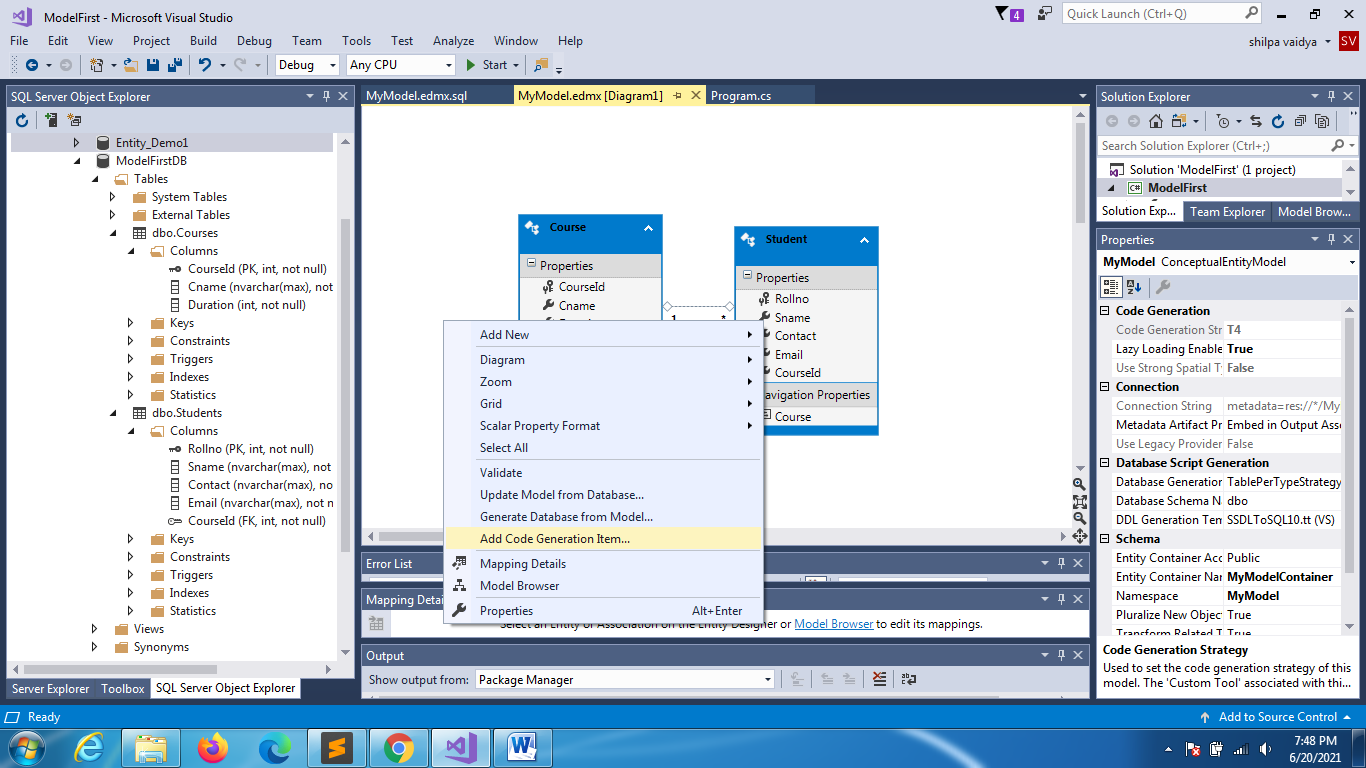 ModelFirst - Microsoft Visual Studio
4
Quick Launch (Ctrl+Q)
File Edit View Project Build Debug Team Tools Test Analyze Window Help
shilpa vaidya
SV
Debug
Any CPU
Start
SQL Server Object Explorer
Entity_Demo1
ModelFirstDB
Tables
System Tables
External Tables
dbo.Courses
Columns
CourseId (PK, int, not null)
Cname (nvarchar(max), not
Duration (int, not null)
Keys
Constraints
Triggers
Indexes
Statistics
dbo.Students
Columns
Rollno (PK, int, not null)
Sname (nvarchar(max), not
Contact (nvarchar(max), no
Email (nvarchar(max), not n
CourseId (FK, int, not null)
Keys
Constraints
Triggers
Indexes
Statistics
Views
Synonyms
Server Explorer Toolbox SQL Server Object Explorer
MyModel.edmx.sql
MyModel.edmx [Diagram1]
Program.cs
Course
Properties
CourseId
Cname
1
*
Student
Properties
Rollno
Sname
Contact
Email
CourseId
avigation Properties
Course
Add New
Diagram
Zoom
Grid
Scalar Property Format
Select All
Validate
Update Model from Database...
Generate Database from Model...
Add Code Generation Item...
Mapping Details
Model Browser
Properties Alt+Enter
Error List
Mapping Detai
Select an Entity or Association on the Entity Designer or Model Browser to edit its mappings.
Output
Show output from: Package Manager
Solution Explorer
Search Solution Explorer (Ctrl+;)
Solution 'ModelFirst' (1 project)
C# ModelFirst
Solution Exp... Team Explorer Model Brow...
Properties
MyModel ConceptualEntityModel
Code Generation
Code Generation Str T4
Lazy Loading Enable True
Use Strong Spatial Ty False
Connection
Connection String metadata=res://*/My
Metadata Artifact Pr Embed in Output Asse
Use Legacy Provider False
Database Script Generation
Database Generation TablePerTypeStrategy
Database Schema N dbo
DDL Generation Tem SSDLToSQL10.tt (VS)
Schema
Entity Container Acc Public
Entity Container Nar MyModelContainer
Namespace MyModel
Pluralize New Object True
Transform Related T True
Code Generation Strategy
Used to set the code generation strategy of this
model. The 'Custom Tool' associated with thi...
Ready
Add to Source Control
7:48 PM
6/20/2021